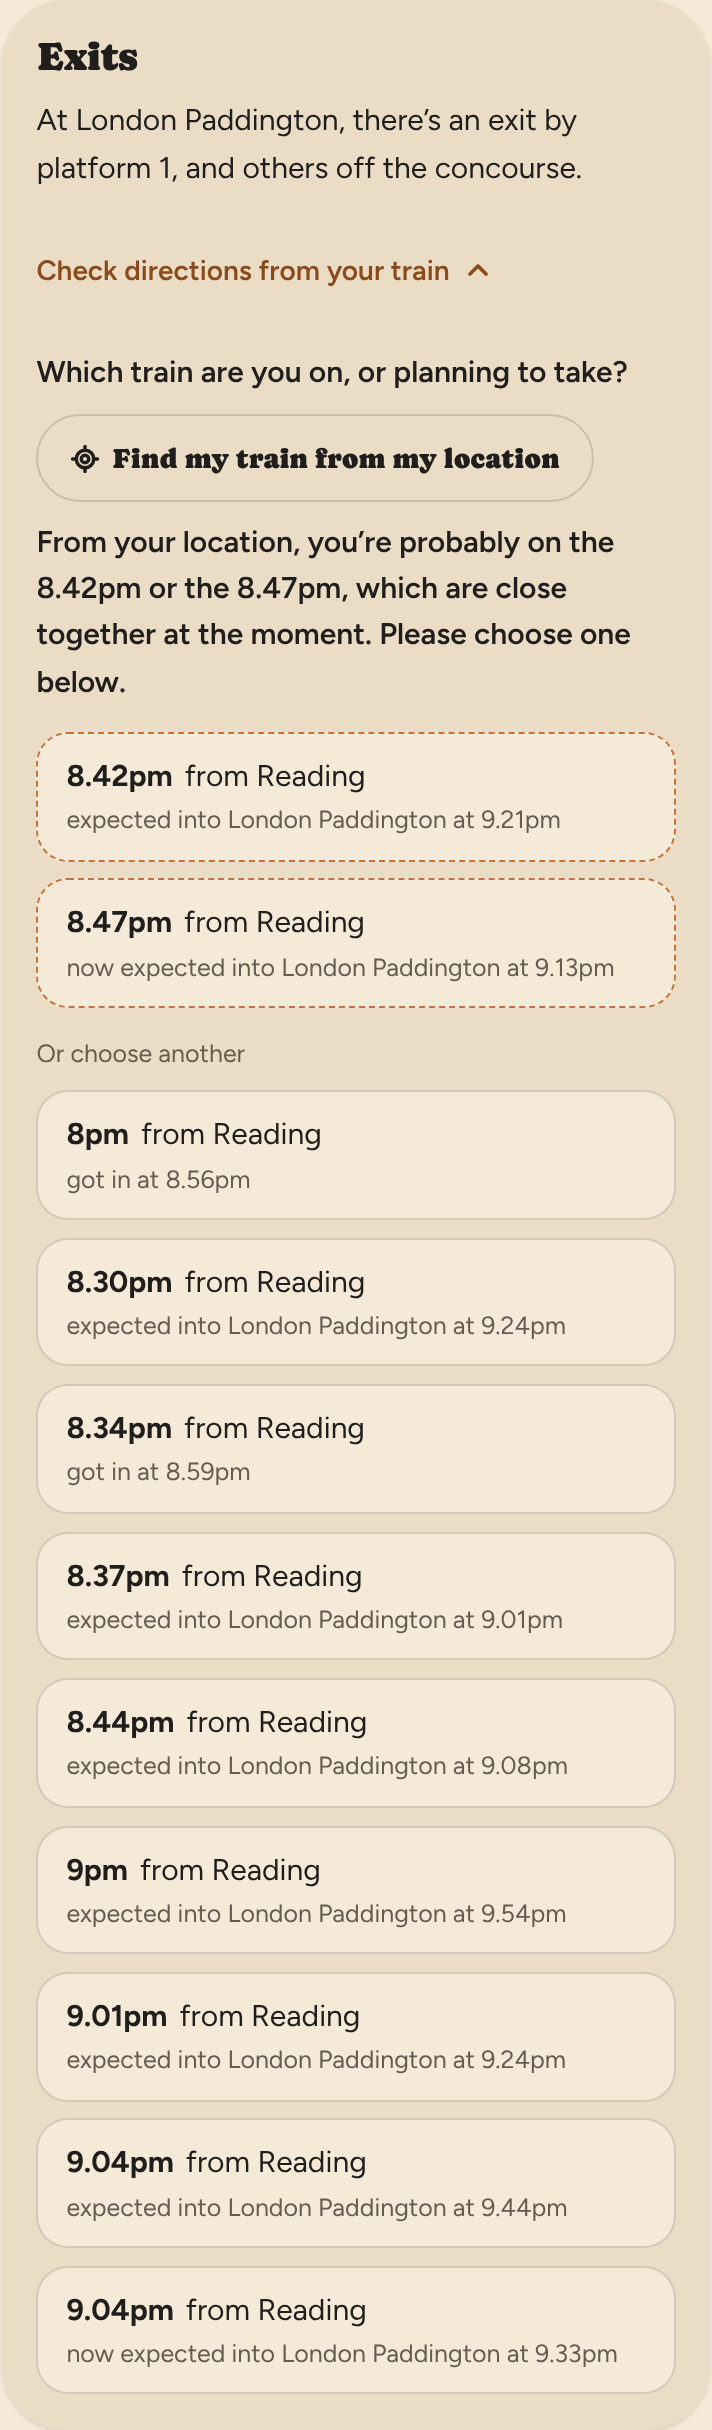 Exits
At London Paddington, there’s an exit by
platform 1, and others off the concourse.
Check directions from your train
Which train are you on, or planning to take?
Find my train from my location
From your location, you’re probably on the
8.42pm or the 8.47pm, which are close
together at the moment. Please choose one
below.
8.42pm from Reading
expected into London Paddington at 9.21pm
8.47pm from Reading
now expected into London Paddington at 9.13pm
Or choose another
8pm from Reading
got in at 8.56pm
8.30pm from Reading
expected into London Paddington at 9.24pm
8.34pm from Reading
got in at 8.59pm
8.37pm from Reading
expected into London Paddington at 9.01pm
8.44pm from Reading
expected into London Paddington at 9.08pm
9pm from Reading
expected into London Paddington at 9.54pm
9.01pm from Reading
expected into London Paddington at 9.24pm
9.04pm from Reading
expected into London Paddington at 9.44pm
9.04pm from Reading
now expected into London Paddington at 9.33pm